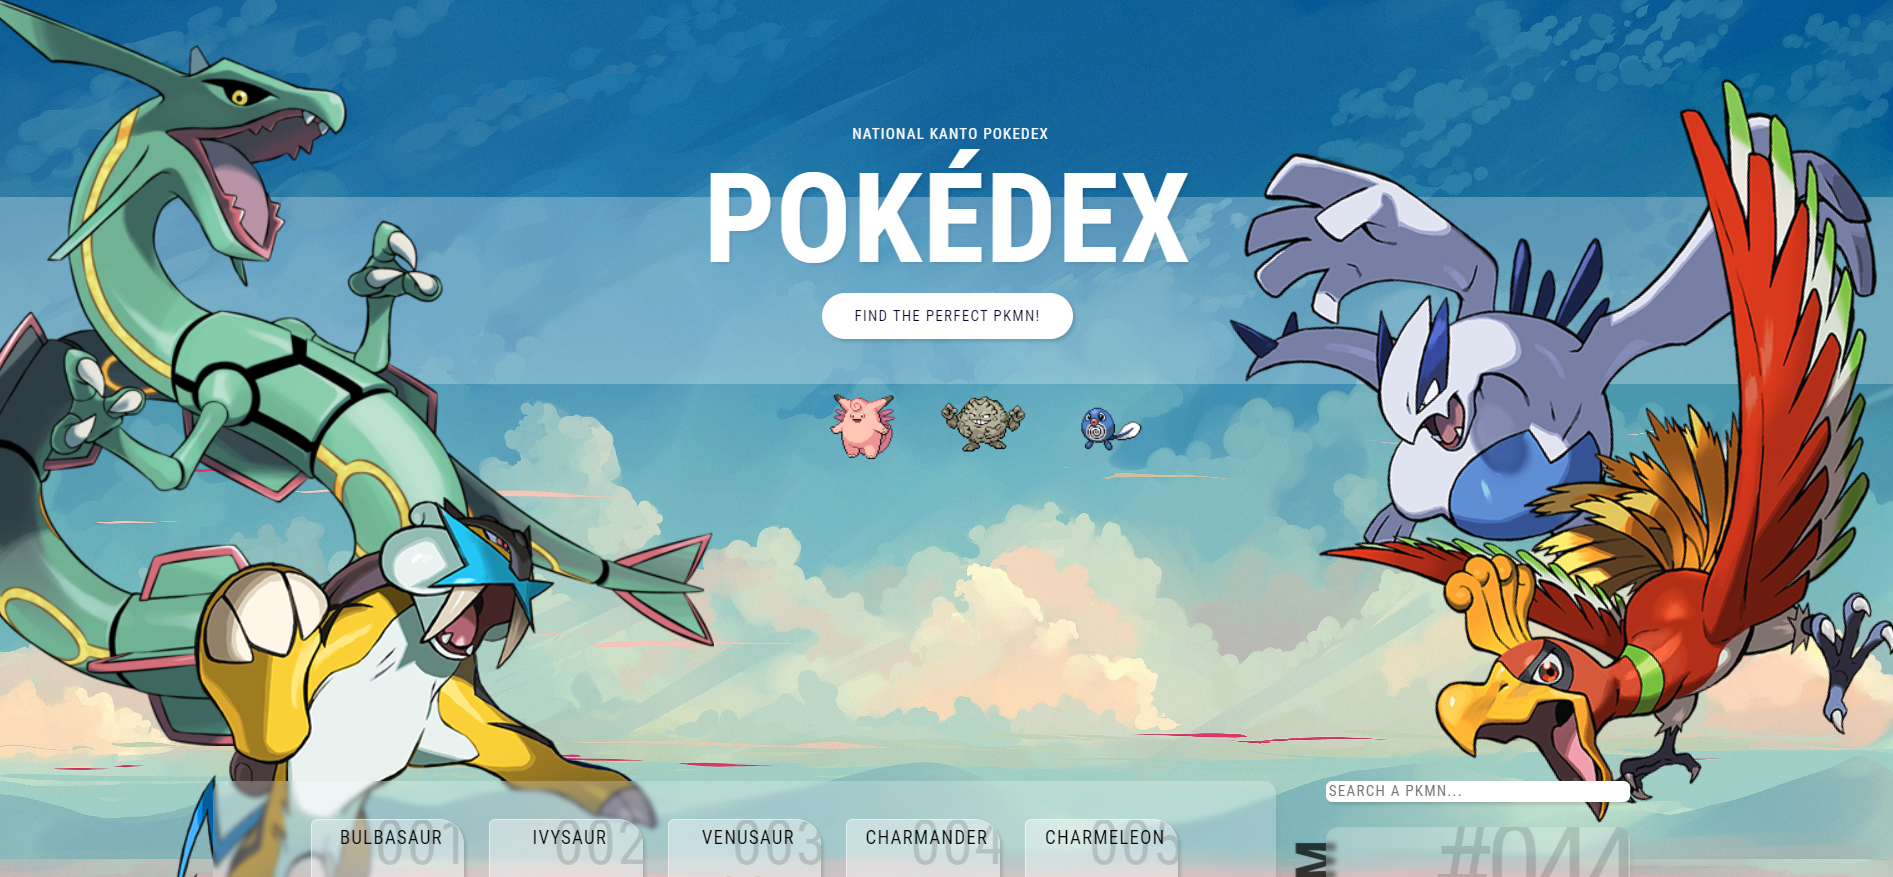 NATIONAL KANTO POKEDEX
POKÉDEX
FIND THE PERFECT PKMN!
SEARCH A PKMN...
BULBASAUR 001
IVYSAUR 002
VENUSAUR 003
CHARMANDER 004
CHARMELEON 005
#044
M